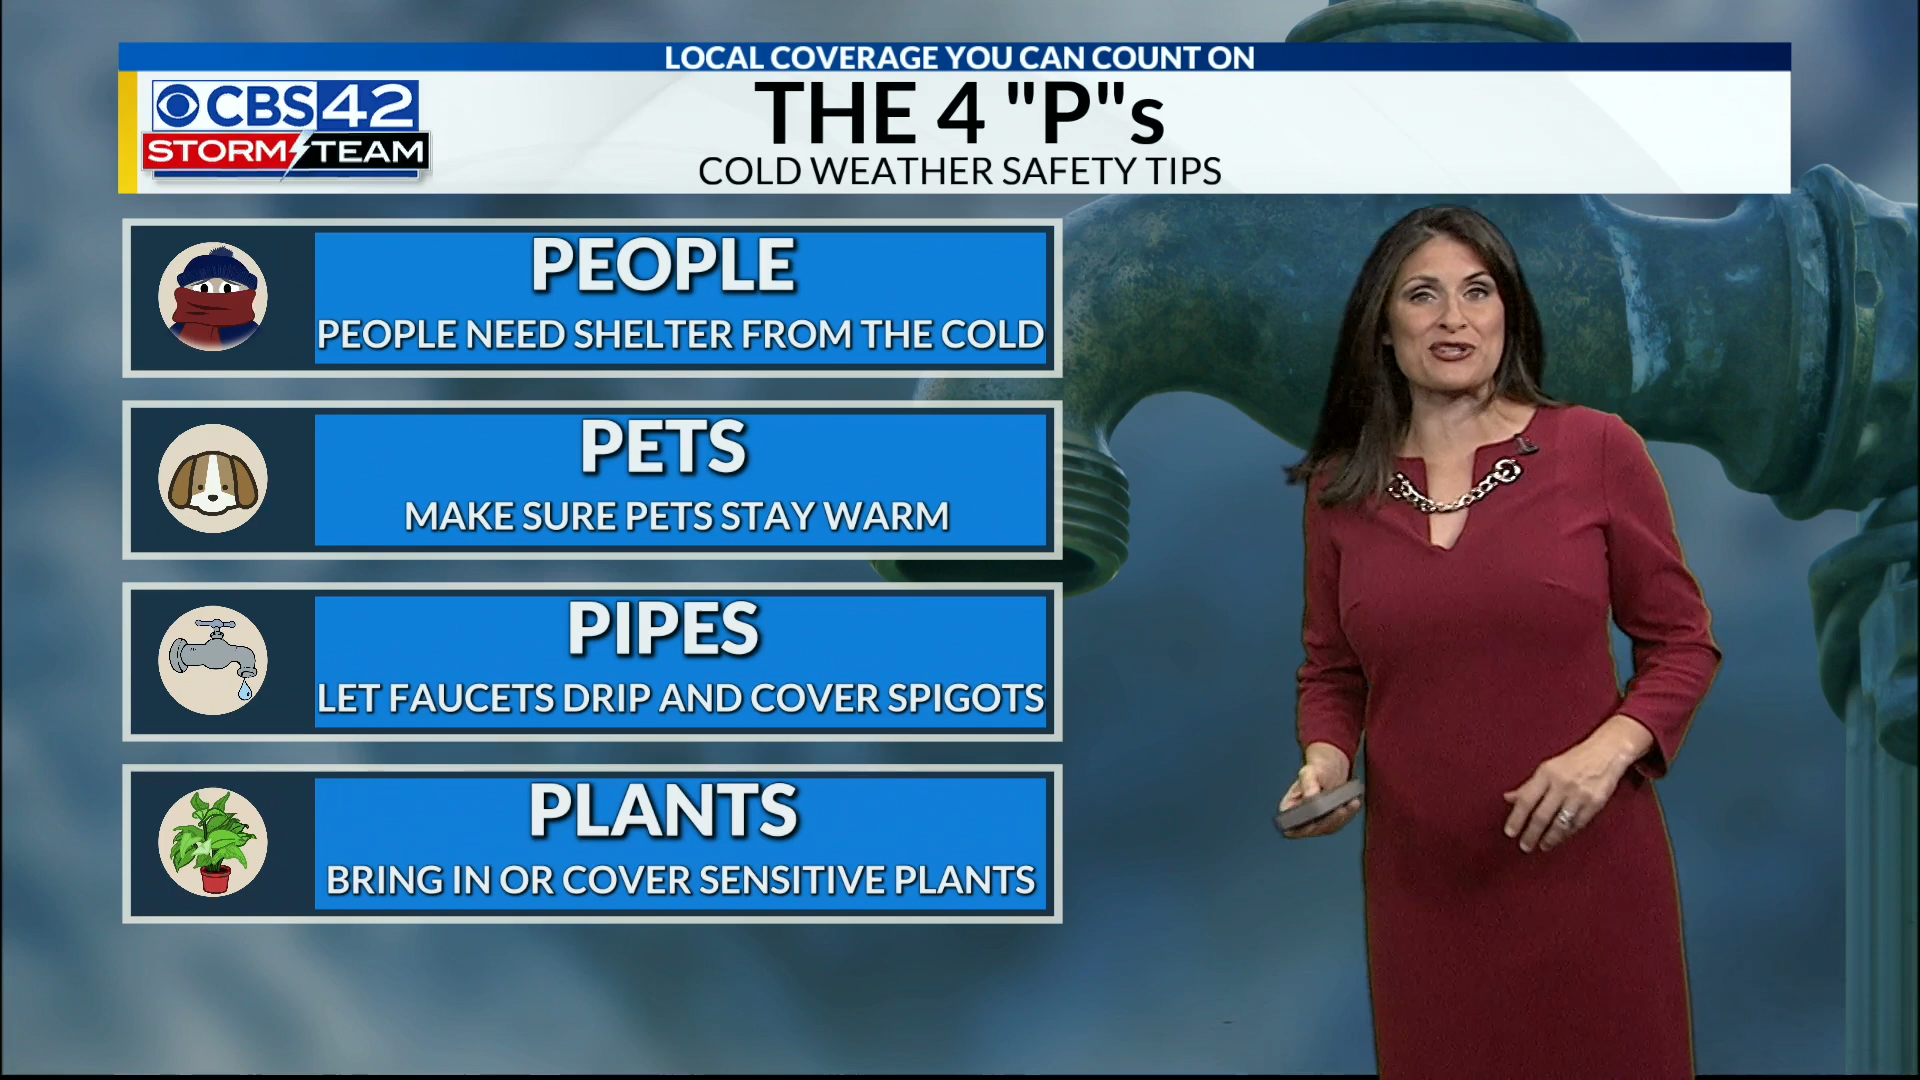 LOCAL COVERAGE YOU CAN COUNT ON
CBS 42
STORM TEAM
THE 4 "P"s
COLD WEATHER SAFETY TIPS
PEOPLE
PEOPLE NEED SHELTER FROM THE COLD
PETS
MAKE SURE PETS STAY WARM
PIPES
LET FAUCETS DRIP AND COVER SPIGOTS
PLANTS
BRING IN OR COVER SENSITIVE PLANTS